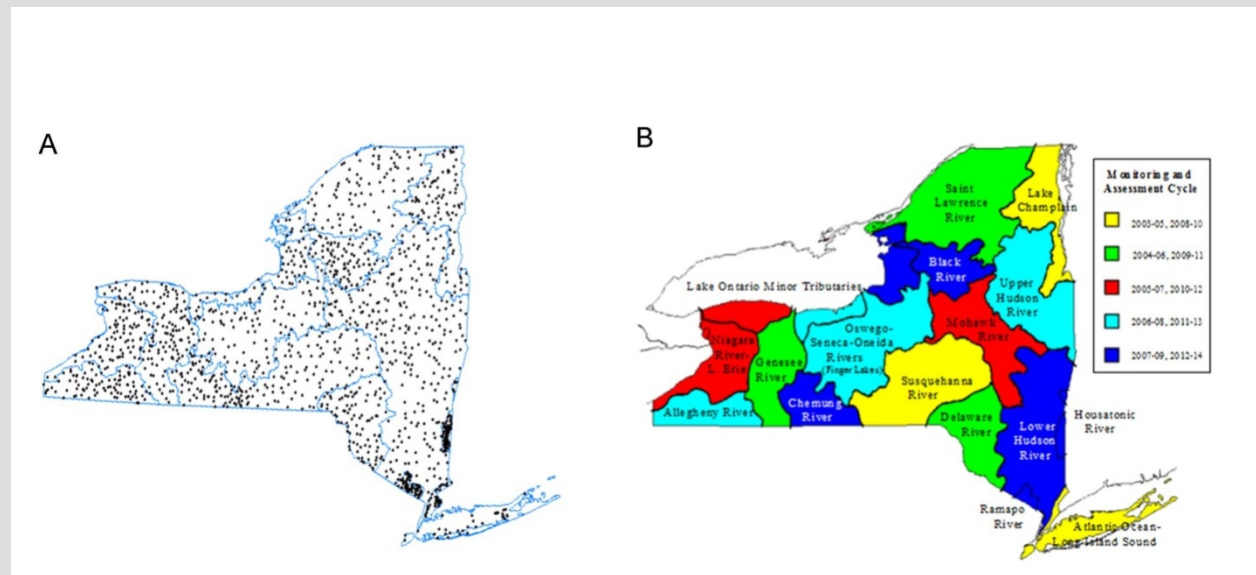 A
B
Saint
Lawrence
River
Lake
Champlain
Black
River
Lake Ontario Minor Tributaries
Upper
Hudson
River
Oswego-
Seneca-Oneida
Rivers
(Finger Lakes)
Mohawk
River
Niagara
River-
L. Erie
Genesee
River
Susquehanna
River
Allegheny River
Chemung
River
Delaware
River
Lower
Hudson
River
Housatonic
River
Ramapo
River
Atlantic Ocean-
Long Island Sound
Monitoring and
Assessment Cycle
2003-05, 2008-10
2004-06, 2009-11
2005-07, 2010-12
2006-08, 2011-13
2007-09, 2012-14